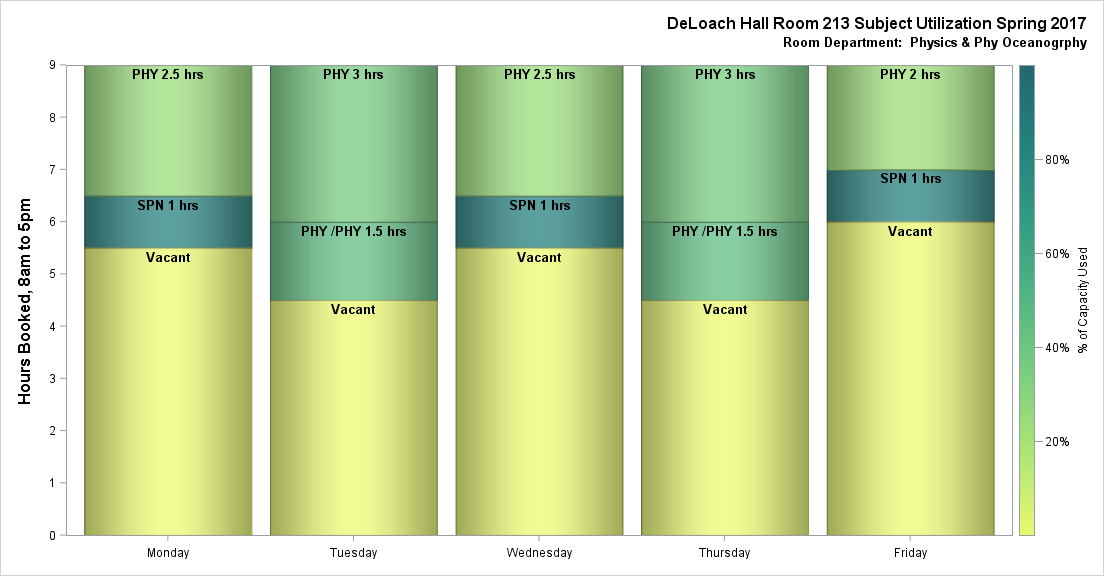 DeLoach Hall Room 213 Subject Utilization Spring 2017
Room Department:  Physics & Phy Oceanogrphy
Hours Booked, 8am to 5pm
9
8
7
6
5
4
3
2
1
0
PHY 2.5 hrs
SPN 1 hrs
Vacant
PHY 3 hrs
PHY /PHY 1.5 hrs
Vacant
PHY 2.5 hrs
SPN 1 hrs
Vacant
PHY 3 hrs
PHY /PHY 1.5 hrs
Vacant
PHY 2 hrs
SPN 1 hrs
Vacant
Monday
Tuesday
Wednesday
Thursday
Friday
80%
60%
40%
20%
% of Capacity Used